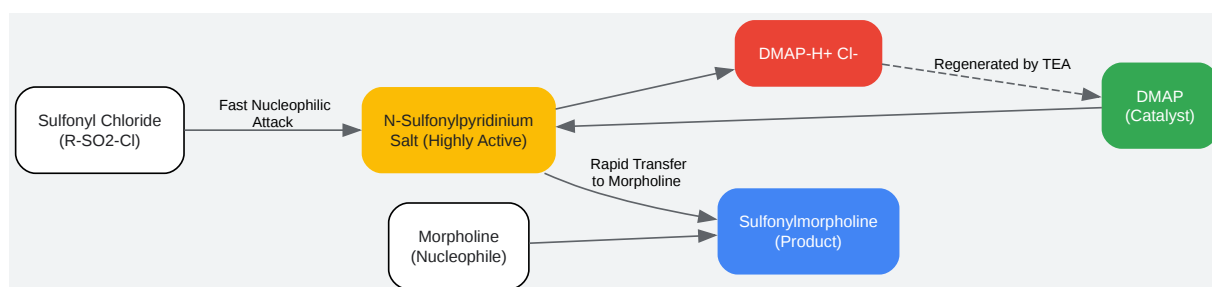 Sulfonyl Chloride
(R-SO2-Cl)
Fast Nucleophilic
Attack
N-Sulfonylpyridinium
Salt (Highly Active)
DMAP-H+ Cl-
Regenerated by TEA
DMAP
(Catalyst)
Rapid Transfer
to Morpholine
Morpholine
(Nucleophile)
Sulfonylmorpholine
(Product)